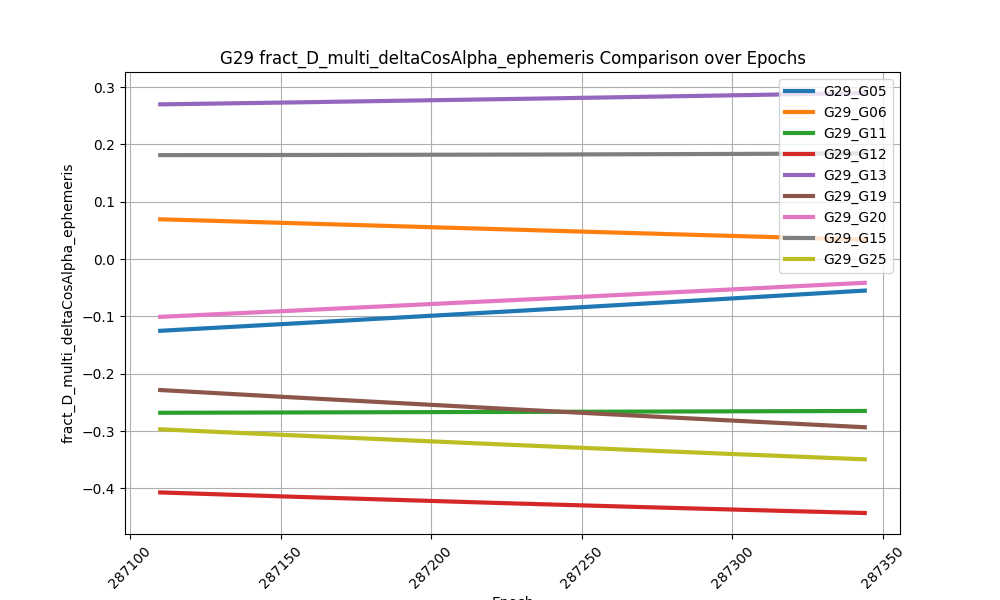 G29 fract_D_multi_deltaCosAlpha_ephemeris Comparison over Epochs
fract_D_multi_deltaCosAlpha_ephemeris
0.3
0.2
0.1
0.0
−0.1
−0.2
−0.3
−0.4
G29_G05
G29_G06
G29_G11
G29_G12
G29_G13
G29_G19
G29_G20
G29_G15
G29_G25
287100
287150
287200
287250
287300
287350
Epoch